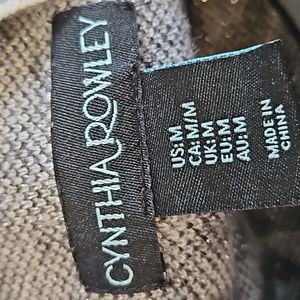 CYNTHIA ROWLEY
US: M
CA: M/M
UK: M
EU: M
AU: M
MADE IN
CHINA